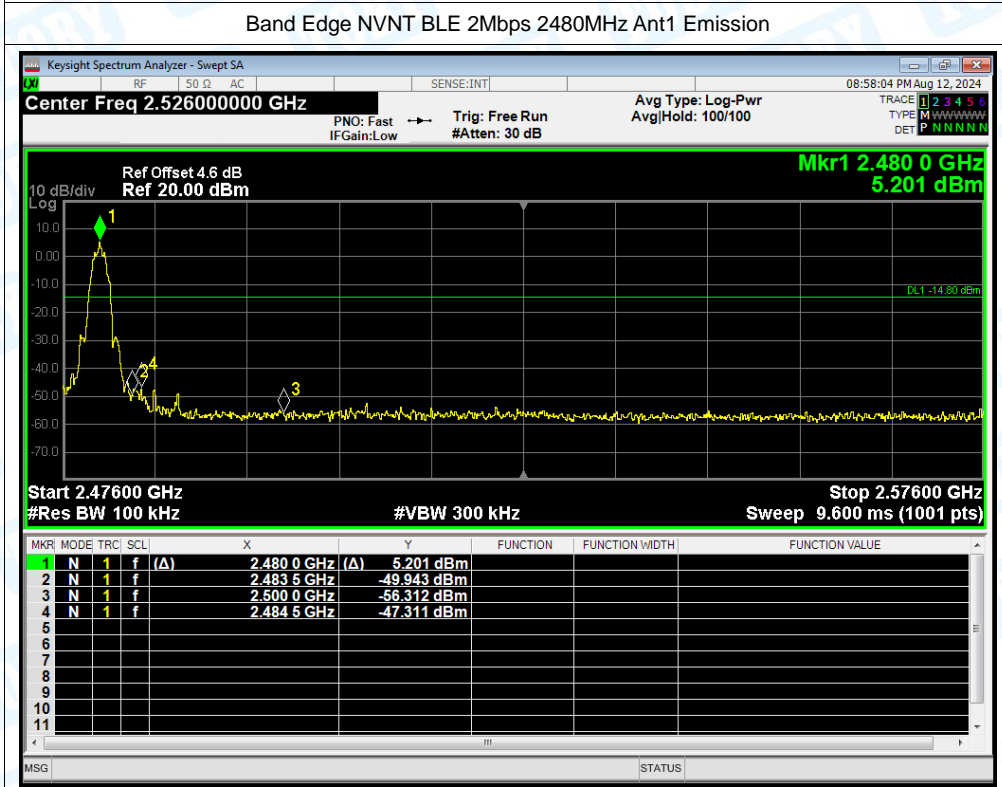 Band Edge NVNT BLE 2Mbps 2480MHz Ant1 Emission
Keysight Spectrum Analyzer - Swept SA
LXI RF 50 Ω AC SENSE:INT 08:58:04 PM Aug 12, 2024
Center Freq 2.526000000 GHz
PNO: Fast
IFGain:Low
Trig: Free Run
#Atten: 30 dB
Avg Type: Log-Pwr
Avg|Hold: 100/100
TRACE 1 2 3 4 5 6
TYPE M WWWWW
DET P N N N N N
Mkr1 2.480 0 GHz
5.201 dBm
Ref Offset 4.6 dB
10 dB/div Ref 20.00 dBm
Log
10.0
0.00
-10.0
-20.0
-30.0
-40.0
-50.0
-60.0
-70.0
1
DL1 -14.80 dBm
2
4
3
Start 2.47600 GHz
Stop 2.57600 GHz
#Res BW 100 kHz
#VBW 300 kHz
Sweep 9.600 ms (1001 pts)
MKR MODE TRC SCL X Y FUNCTION FUNCTION WIDTH FUNCTION VALUE
1 N 1 f (Δ) 2.480 0 GHz (Δ) 5.201 dBm
2 N 1 f 2.483 5 GHz -49.943 dBm
3 N 1 f 2.500 0 GHz -56.312 dBm
4 N 1 f 2.484 5 GHz -47.311 dBm
5
6
7
8
9
10
11
MSG STATUS